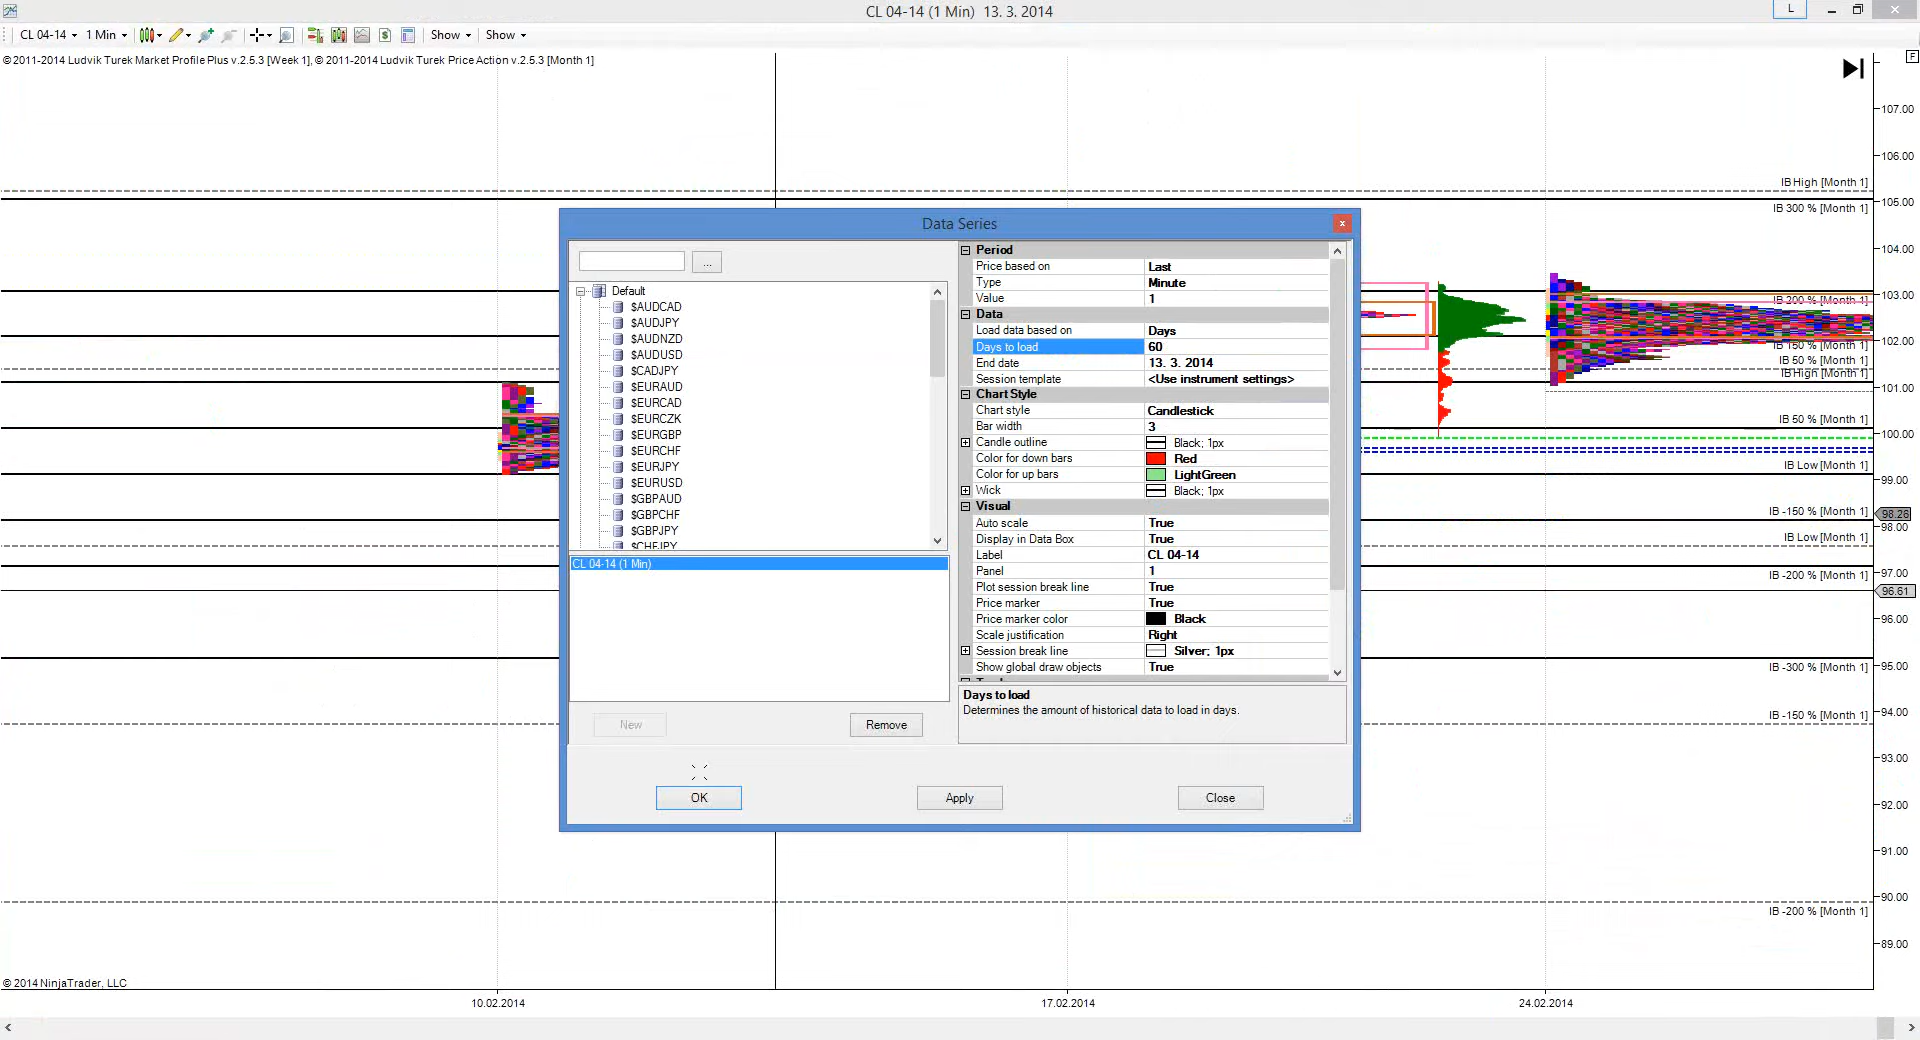 CL 04-14 (1 Min)  13. 3. 2014
L
CL 04-14
1 Min
Show
Show
©2011-2014 Ludvik Turek Market Profile Plus v.2.5.3 [Week 1], © 2011-2014 Ludvik Turek Price Action v.2.5.3 [Month 1]
F
107.00
106.00
IB High [Month 1]
105.00
IB 300 % [Month 1]
104.00
103.00
IB 200 % [Month 1]
102.00
IB 150 % [Month 1]
IB 50 % [Month 1]
IB High [Month 1]
101.00
IB 50 % [Month 1]
100.00
IB Low [Month 1]
99.00
IB -150 % [Month 1]
98.26
98.00
IB Low [Month 1]
97.00
IB -200 % [Month 1]
96.61
96.00
95.00
IB -300 % [Month 1]
94.00
IB -150 % [Month 1]
93.00
92.00
91.00
90.00
IB -200 % [Month 1]
89.00
Data Series
...
Default
$AUDCAD
$AUDJPY
$AUDNZD
$AUDUSD
$CADJPY
$EURAUD
$EURCAD
$EURCZK
$EURGBP
$EURCHF
$EURJPY
$EURUSD
$GBPAUD
$GBPCHF
$GBPJPY
$CHFJPY
CL 04-14 (1 Min)
New
Remove
Period
Price based on Last
Type Minute
Value 1
Data
Load data based on Days
Days to load 60
End date 13. 3. 2014
Session template <Use instrument settings>
Chart Style
Chart style Candlestick
Bar width 3
Candle outline Black; 1px
Color for down bars Red
Color for up bars LightGreen
Wick Black; 1px
Visual
Auto scale True
Display in Data Box True
Label CL 04-14
Panel 1
Plot session break line True
Price marker True
Price marker color Black
Scale justification Right
Session break line Silver; 1px
Show global draw objects True
Days to load
Determines the amount of historical data to load in days.
OK
Apply
Close
© 2014 NinjaTrader, LLC
10.02.2014
17.02.2014
24.02.2014